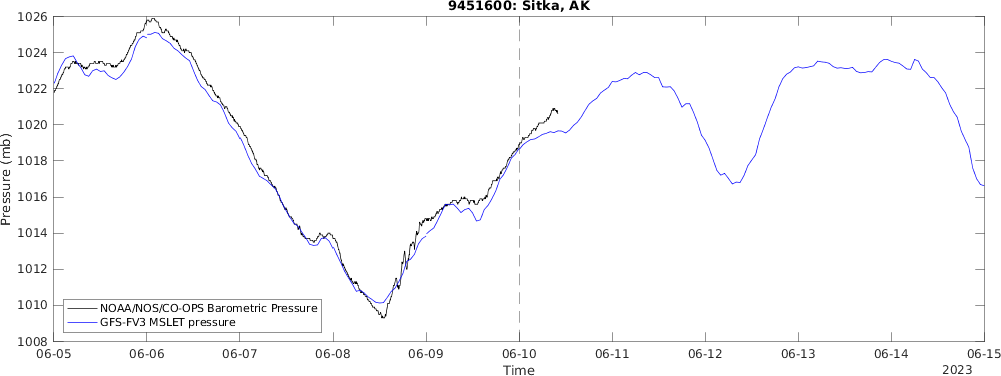 9451600: Sitka, AK
1026
1024
1022
1020
1018
1016
1014
1012
1010
1008
Pressure (mb)
NOAA/NOS/CO-OPS Barometric Pressure
GFS-FV3 MSLET pressure
06-05 06-06 06-07 06-08 06-09 06-10 06-11 06-12 06-13 06-14 06-15
Time
2023